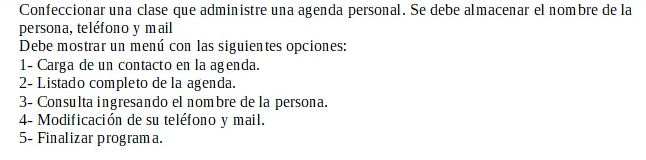 Confeccionar una clase que administre una agenda personal. Se debe almacenar el nombre de la
persona, teléfono y mail
Debe mostrar un menú con las siguientes opciones:
1- Carga de un contacto en la agenda.
2- Listado completo de la agenda.
3- Consulta ingresando el nombre de la persona.
4- Modificación de su teléfono y mail.
5- Finalizar programa.